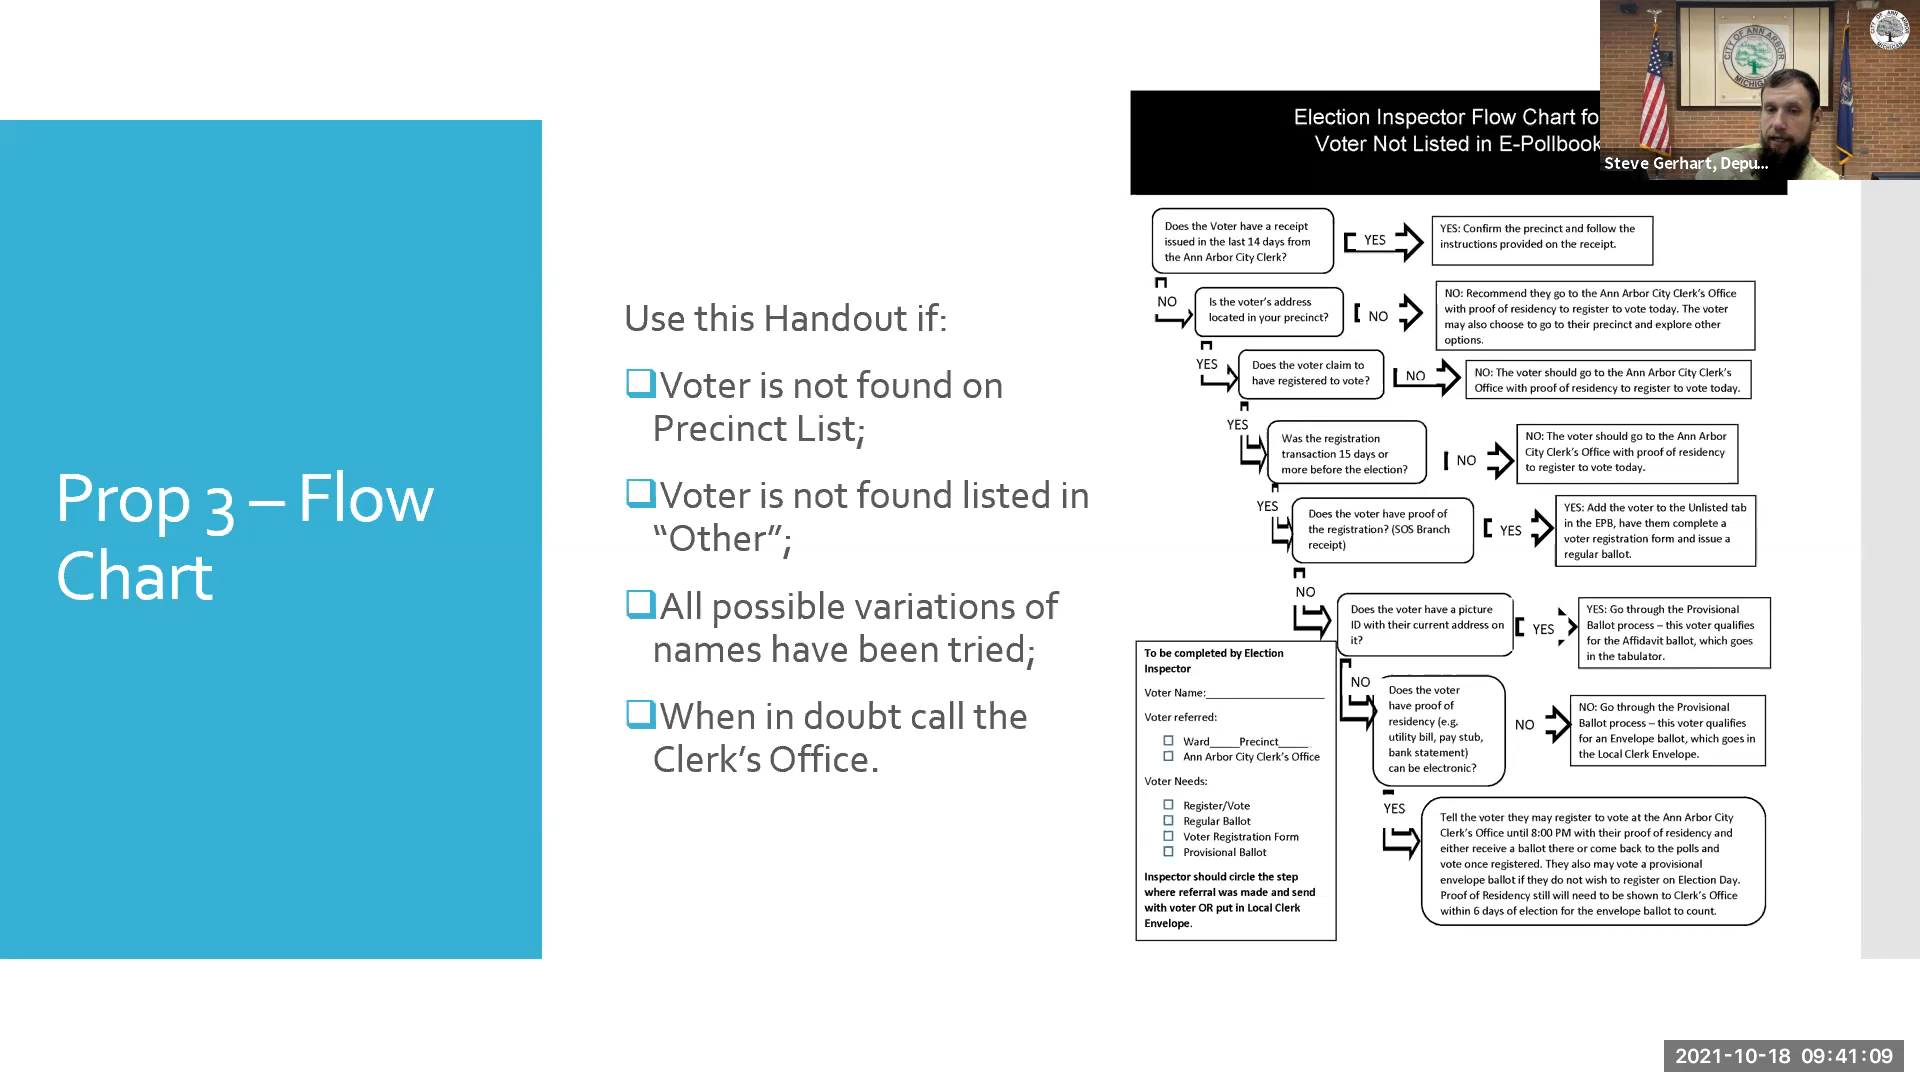 Prop 3 – Flow
Chart
Use this Handout if:
Voter is not found on
Precinct List;
Voter is not found listed in
“Other”;
All possible variations of
names have been tried;
When in doubt call the
Clerk’s Office.
Election Inspector Flow Chart fo
Voter Not Listed in E-Pollbook
CITY OF ANN ARBOR
MICHIGAN
CITY OF ANN ARBOR
MICHIGAN
Steve Gerhart, Depu...
Does the Voter have a receipt
issued in the last 14 days from
the Ann Arbor City Clerk?
YES
YES: Confirm the precinct and follow the
instructions provided on the receipt.
NO
Is the voter’s address
located in your precinct?
NO
NO: Recommend they go to the Ann Arbor City Clerk’s Office
with proof of residency to register to vote today. The voter
may also choose to go to their precinct and explore other
options.
YES
Does the voter claim to
have registered to vote?
NO
NO: The voter should go to the Ann Arbor City Clerk’s
Office with proof of residency to register to vote today.
YES
Was the registration
transaction 15 days or
more before the election?
NO
NO: The voter should go to the Ann Arbor
City Clerk’s Office with proof of residency
to register to vote today.
YES
Does the voter have proof of
the registration? (SOS Branch
receipt)
YES
YES: Add the voter to the Unlisted tab
in the EPB, have them complete a
voter registration form and issue a
regular ballot.
NO
Does the voter have a picture
ID with their current address on
it?
YES
YES: Go through the Provisional
Ballot process – this voter qualifies
for the Affidavit ballot, which goes
in the tabulator.
NO
Does the voter
have proof of
residency (e.g.
utility bill, pay stub,
bank statement)
can be electronic?
NO
NO: Go through the Provisional
Ballot process – this voter qualifies
for an Envelope ballot, which goes in
the Local Clerk Envelope.
YES
Tell the voter they may register to vote at the Ann Arbor City
Clerk’s Office until 8:00 PM with their proof of residency and
either receive a ballot there or come back to the polls and
vote once registered. They also may vote a provisional
envelope ballot if they do not wish to register on Election Day.
Proof of Residency still will need to be shown to Clerk’s Office
within 6 days of election for the envelope ballot to count.
To be completed by Election
Inspector
Voter Name:____________________
Voter referred:
Ward_____Precinct_____
Ann Arbor City Clerk’s Office
Voter Needs:
Register/Vote
Regular Ballot
Voter Registration Form
Provisional Ballot
Inspector should circle the step
where referral was made and send
with voter OR put in Local Clerk
Envelope.
2021-10-18 09:41:09